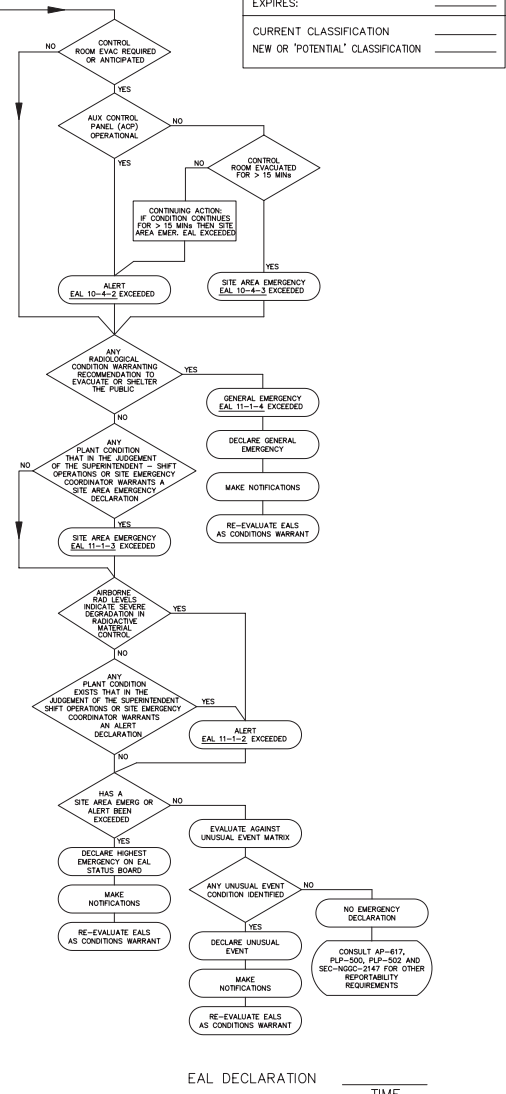 EXPIRES:
CURRENT CLASSIFICATION
NEW OR 'POTENTIAL' CLASSIFICATION
NO
CONTROL
ROOM EVAC REQUIRED
OR ANTICIPATED
YES
AUX CONTROL
PANEL (ACP)
OPERATIONAL
NO
YES
NO
CONTROL
ROOM EVACUATED
FOR > 15 MINs
CONTINUING ACTION:
IF CONDITION CONTINUES
FOR > 15 MINs THEN SITE
AREA EMER. EAL EXCEEDED
YES
ALERT
EAL 10-4-2 EXCEEDED
SITE AREA EMERGENCY
EAL 10-4-3 EXCEEDED
ANY
RADIOLOGICAL
CONDITION WARRANTING
RECOMMENDATION TO
EVACUATE OR SHELTER
THE PUBLIC
YES
GENERAL EMERGENCY
EAL 11-1-4 EXCEEDED
DECLARE GENERAL
EMERGENCY
MAKE NOTIFICATIONS
RE-EVALUATE EALS
AS CONDITIONS WARRANT
NO
ANY
PLANT CONDITION
THAT IN THE JUDGEMENT
OF THE SUPERINTENDENT - SHIFT
OPERATIONS OR SITE EMERGENCY
COORDINATOR WARRANTS A
SITE AREA EMERGENCY
DECLARATION
NO
YES
SITE AREA EMERGENCY
EAL 11-1-3 EXCEEDED
AIRBORNE
RAD LEVELS
INDICATE SEVERE
DEGRADATION IN
RADIOACTIVE
MATERIAL
CONTROL
YES
NO
ANY
PLANT CONDITION
EXISTS THAT IN THE
JUDGEMENT OF THE SUPERINTENDENT
SHIFT OPERATIONS OR SITE EMERGENCY
COORDINATOR WARRANTS
AN ALERT
DECLARATION
YES
ALERT
EAL 11-1-2 EXCEEDED
NO
HAS A
SITE AREA EMERG OR
ALERT BEEN
EXCEEDED
NO
YES
DECLARE HIGHEST
EMERGENCY ON EAL
STATUS BOARD
MAKE
NOTIFICATIONS
RE-EVALUATE EALS
AS CONDITIONS WARRANT
EVALUATE AGAINST
UNUSUAL EVENT MATRIX
ANY UNUSUAL EVENT
CONDITION IDENTIFIED
NO
YES
DECLARE UNUSUAL
EVENT
MAKE
NOTIFICATIONS
RE-EVALUATE EALS
AS CONDITIONS WARRANT
NO EMERGENCY
DECLARATION
CONSULT AP-617,
PLP-500, PLP-502 AND
SEC-NGGC-2147 FOR OTHER
REPORTABILITY
REQUIREMENTS
EAL DECLARATION
TIME